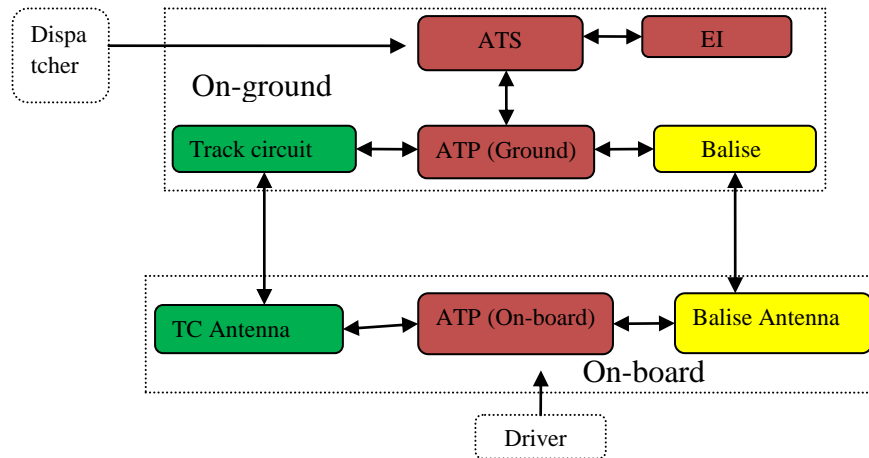 Dispa
tcher
ATS
EI
On-ground
Track circuit
ATP (Ground)
Balise
TC Antenna
ATP (On-board)
Balise Antenna
On-board
Driver